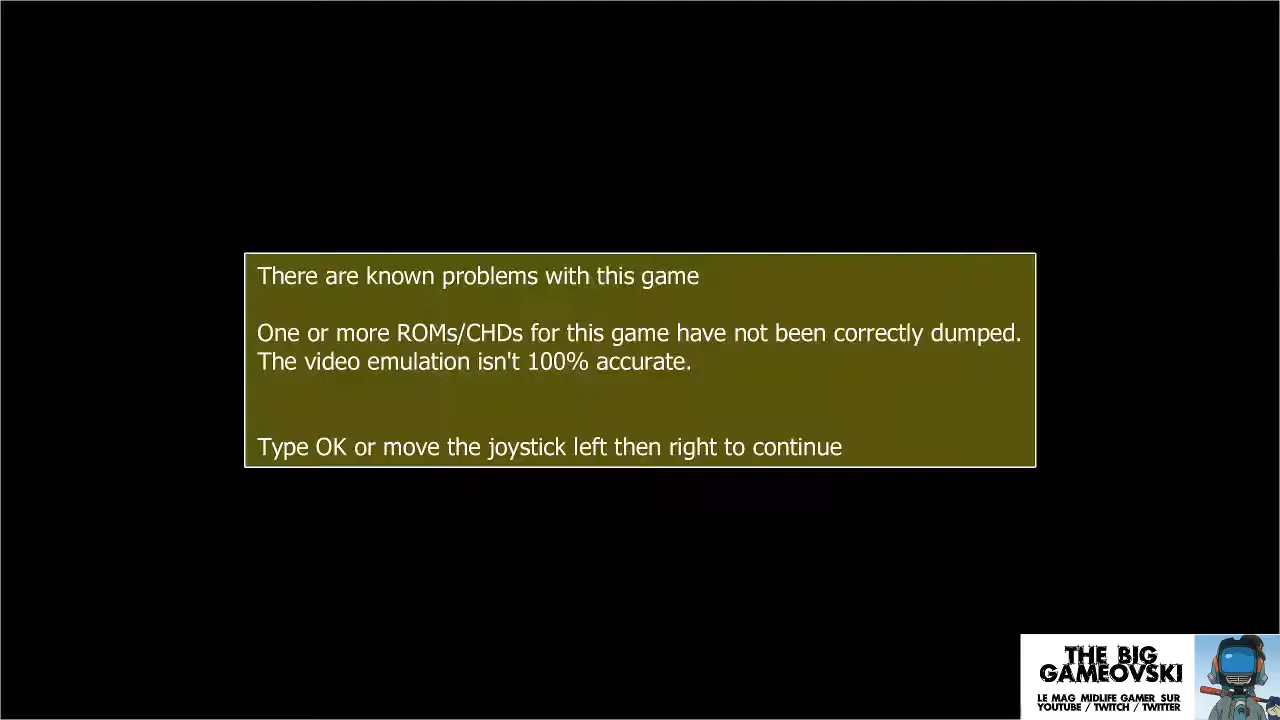 There are known problems with this game
One or more ROMs/CHDs for this game have not been correctly dumped.
The video emulation isn't 100% accurate.
Type OK or move the joystick left then right to continue
THE BIG
GAMEOVSKI
LE MAG MIDLIFE GAMER SUR
YOUTUBE / TWITCH / TWITTER